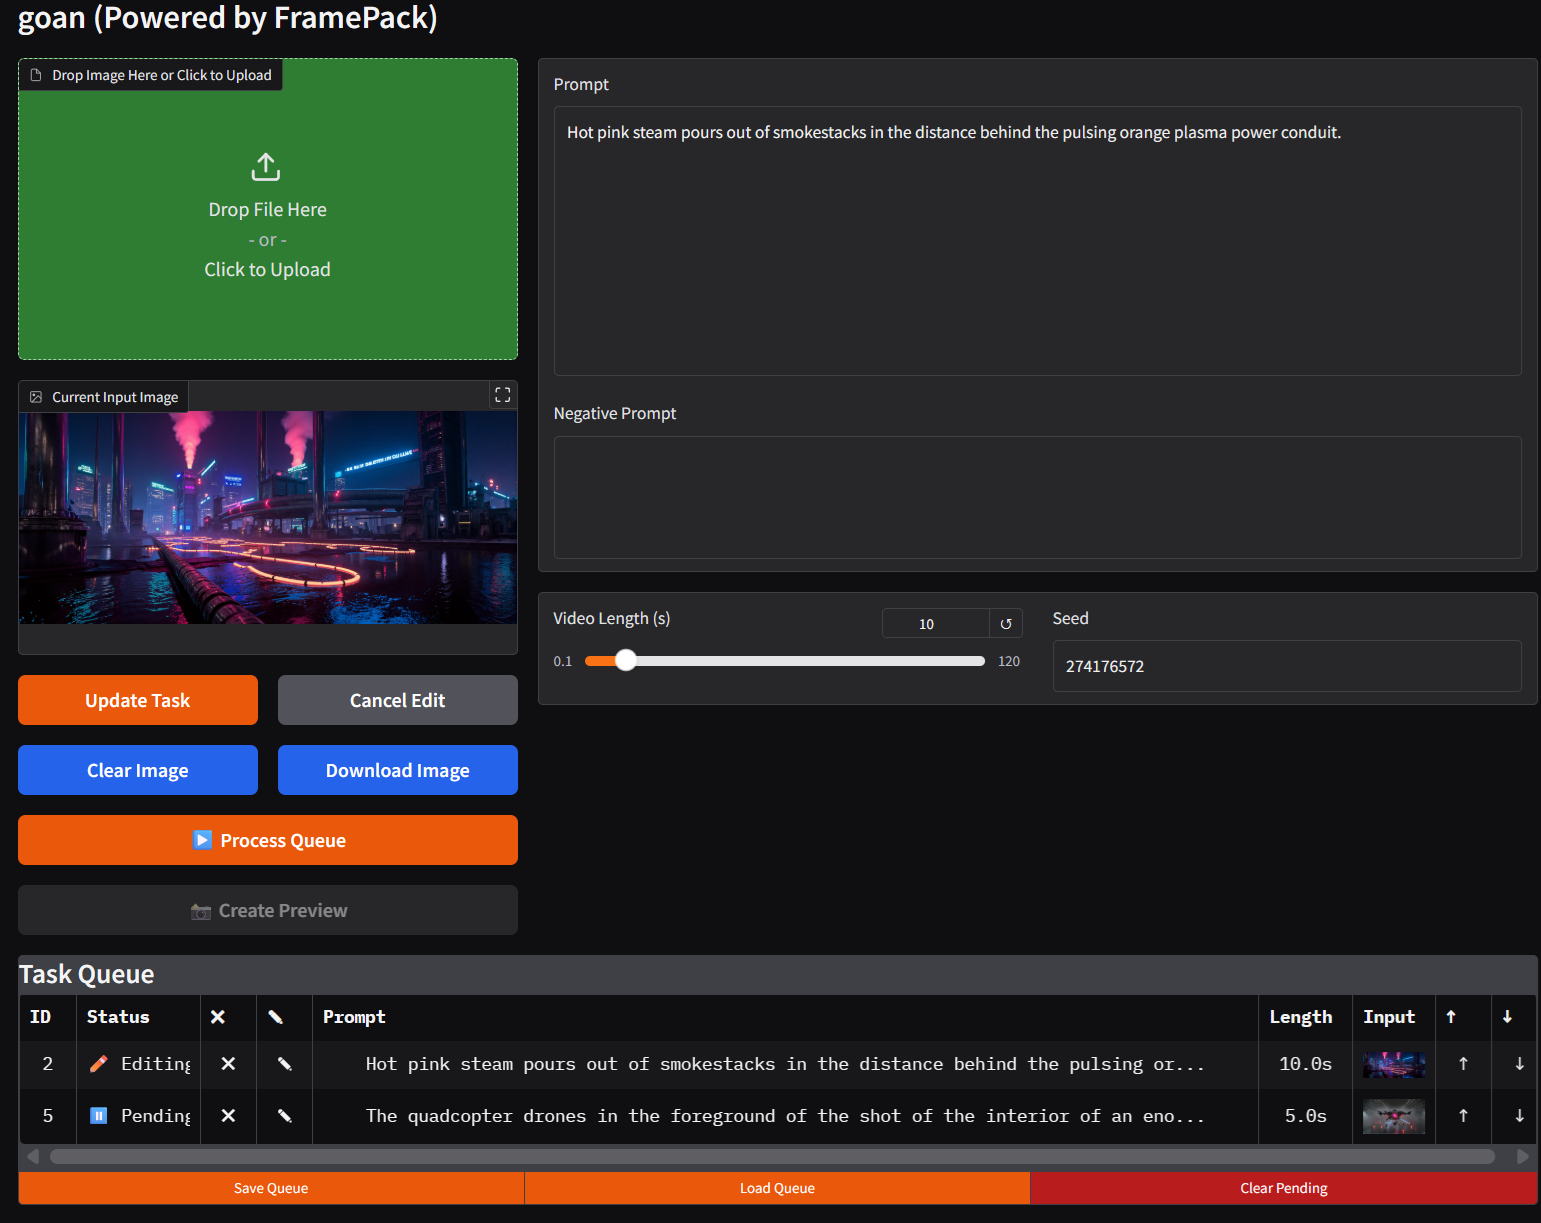 goan (Powered by FramePack)
Drop Image Here or Click to Upload
Drop File Here
- or -
Click to Upload
Current Input Image
Update Task
Cancel Edit
Clear Image
Download Image
Process Queue
Create Preview
Prompt
Hot pink steam pours out of smokestacks in the distance behind the pulsing orange plasma power conduit.
Negative Prompt
Video Length (s)
10
0.1
120
Seed
274176572
Task Queue
ID Status ✕ Prompt Length Input ↑ ↓
2 Editing ✕ Hot pink steam pours out of smokestacks in the distance behind the pulsing or... 10.0s ↑ ↓
5 Pending ✕ The quadcopter drones in the foreground of the shot of the interior of an eno... 5.0s ↑ ↓
Save Queue
Load Queue
Clear Pending